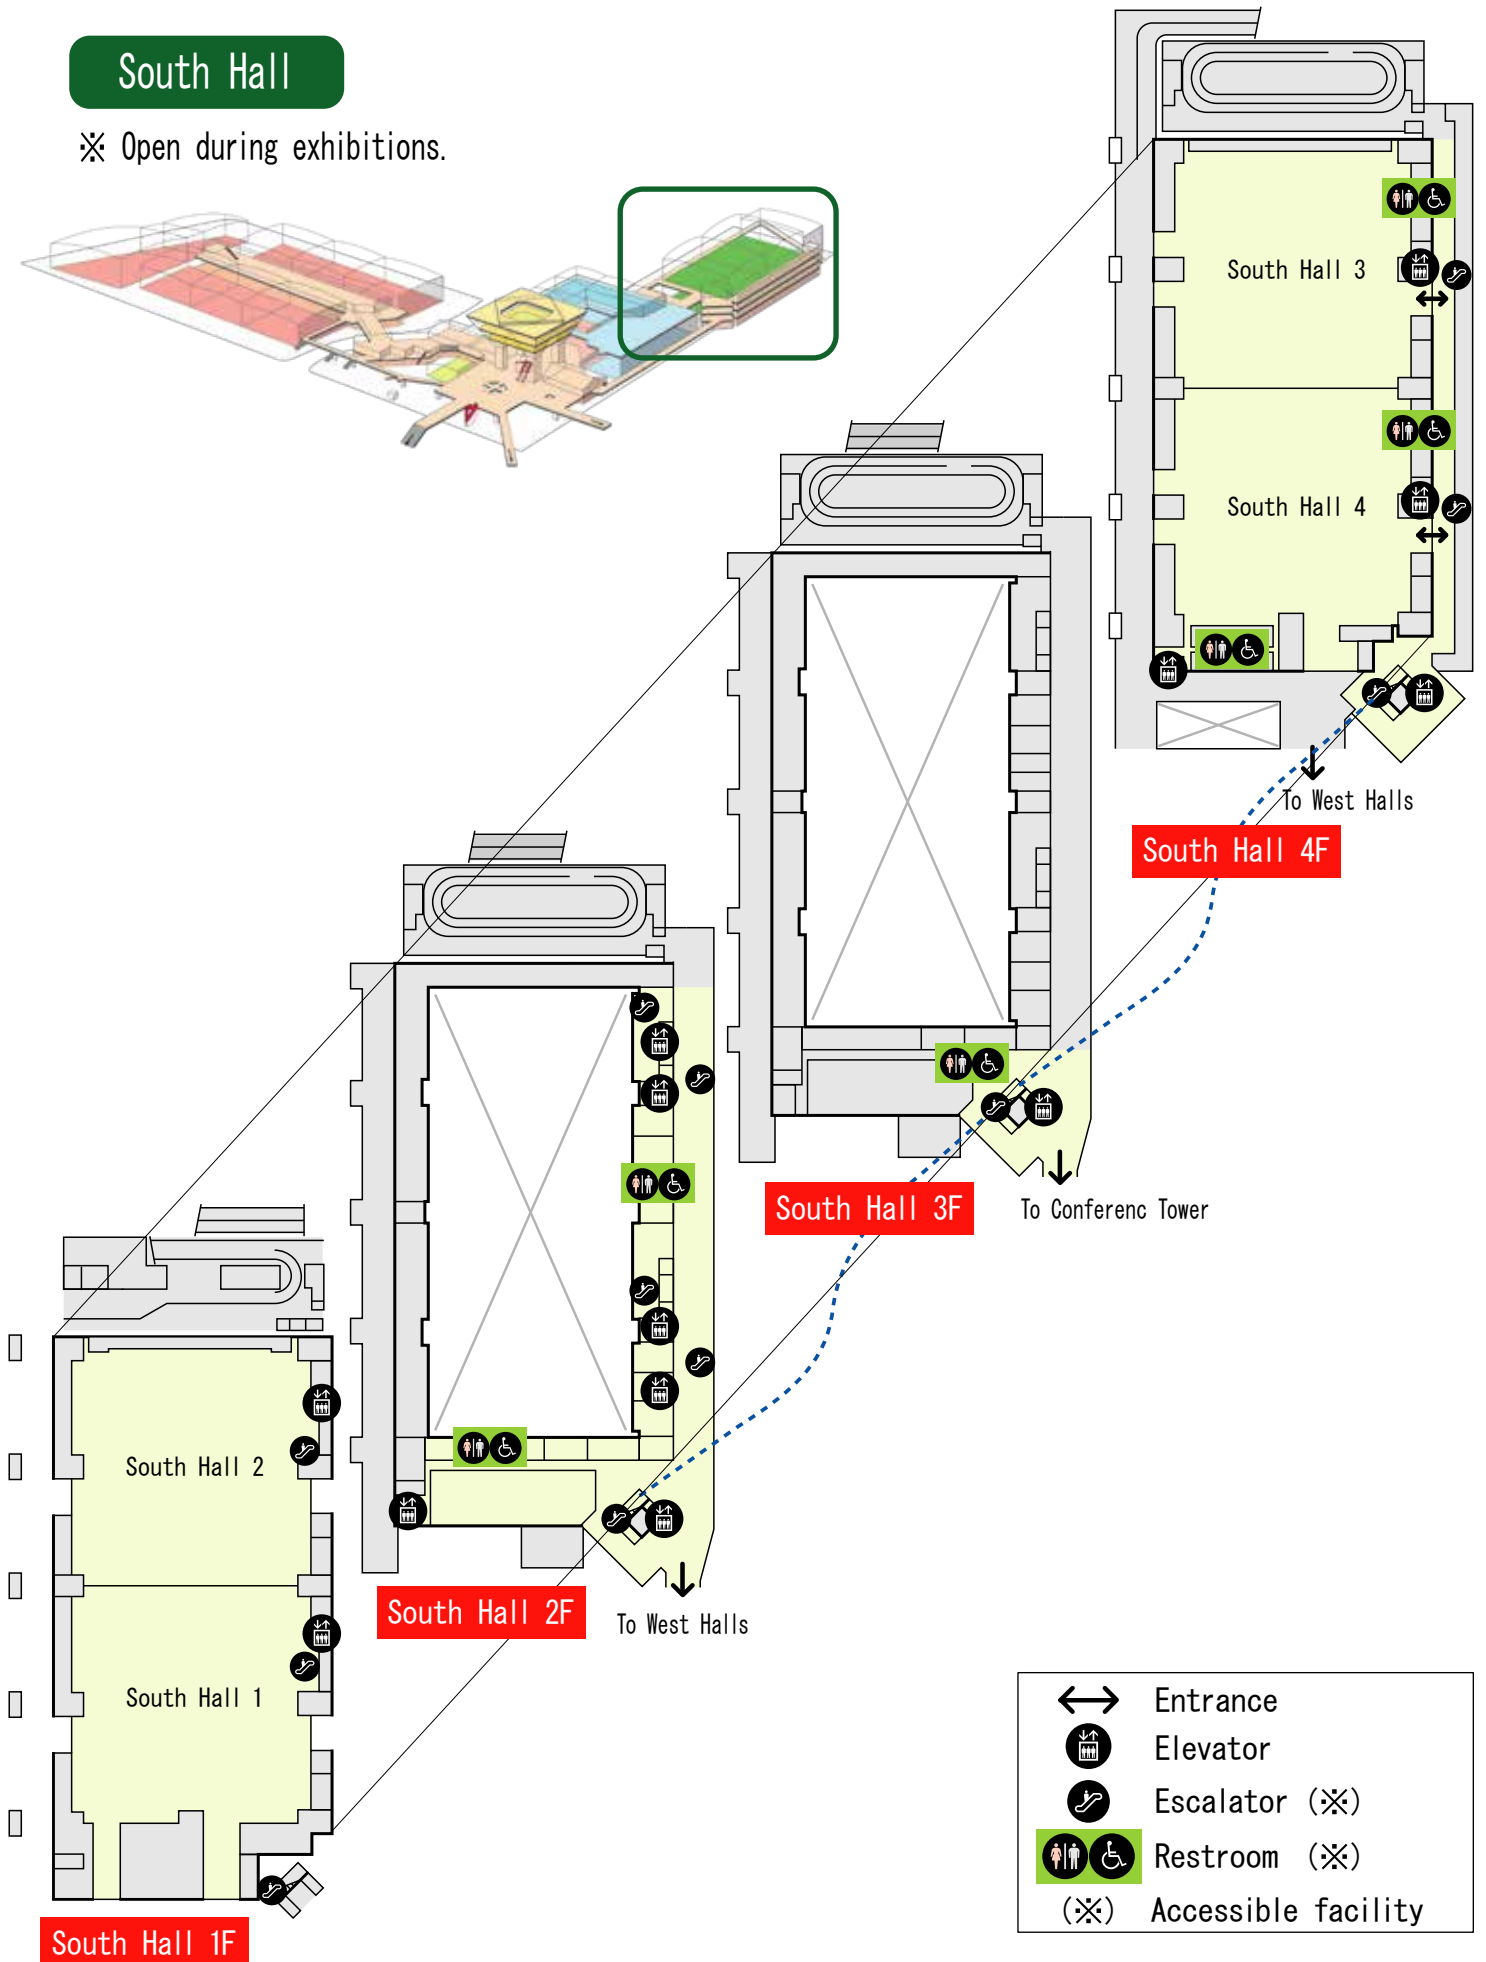 South Hall
※ Open during exhibitions.
South Hall 3
South Hall 4
To West Halls
South Hall 4F
South Hall 3F
To Conferenc Tower
South Hall 2
South Hall 1
South Hall 2F
To West Halls
South Hall 1F
Entrance
Elevator
Escalator (※)
Restroom (※)
(※) Accessible facility